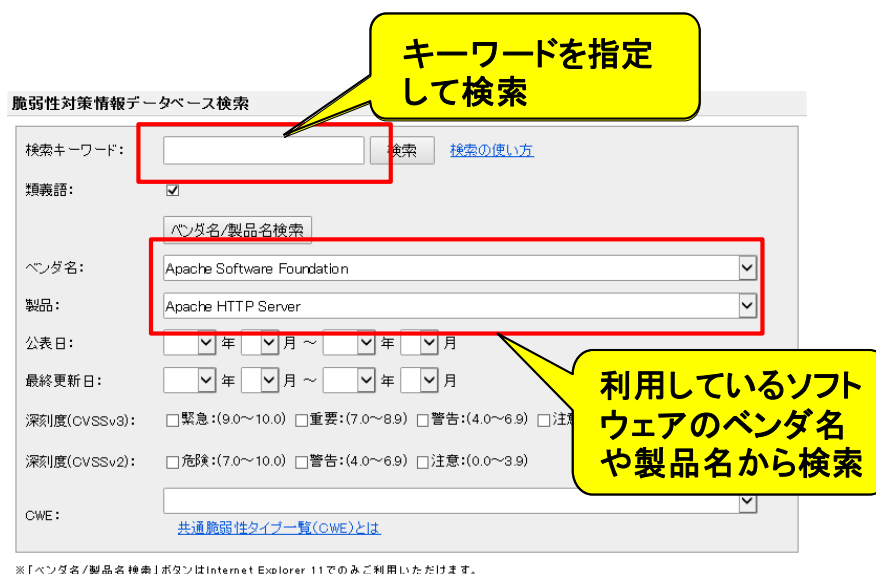 キーワードを指定
して検索
脆弱性対策情報データベース検索
検索キーワード:
検索 検索の使い方
類義語:
ベンダ名/製品名検索
ベンダ名: Apache Software Foundation
製品: Apache HTTP Server
公表日: 年 月 ~ 年 月
最終更新日: 年 月 ~ 年 月
深刻度(CVSSv3): 緊急:(9.0~10.0) 重要:(7.0~8.9) 警告:(4.0~6.9) 注意
利用しているソフト
ウェアのベンダ名
や製品名から検索
深刻度(CVSSv2): 危険:(7.0~10.0) 警告:(4.0~6.9) 注意:(0.0~3.9)
CWE:
共通脆弱性タイプ一覧(CWE)とは
※「ベンダ名/製品名検索」ボタンはInternet Explorer 11でのみご利用いただけます。